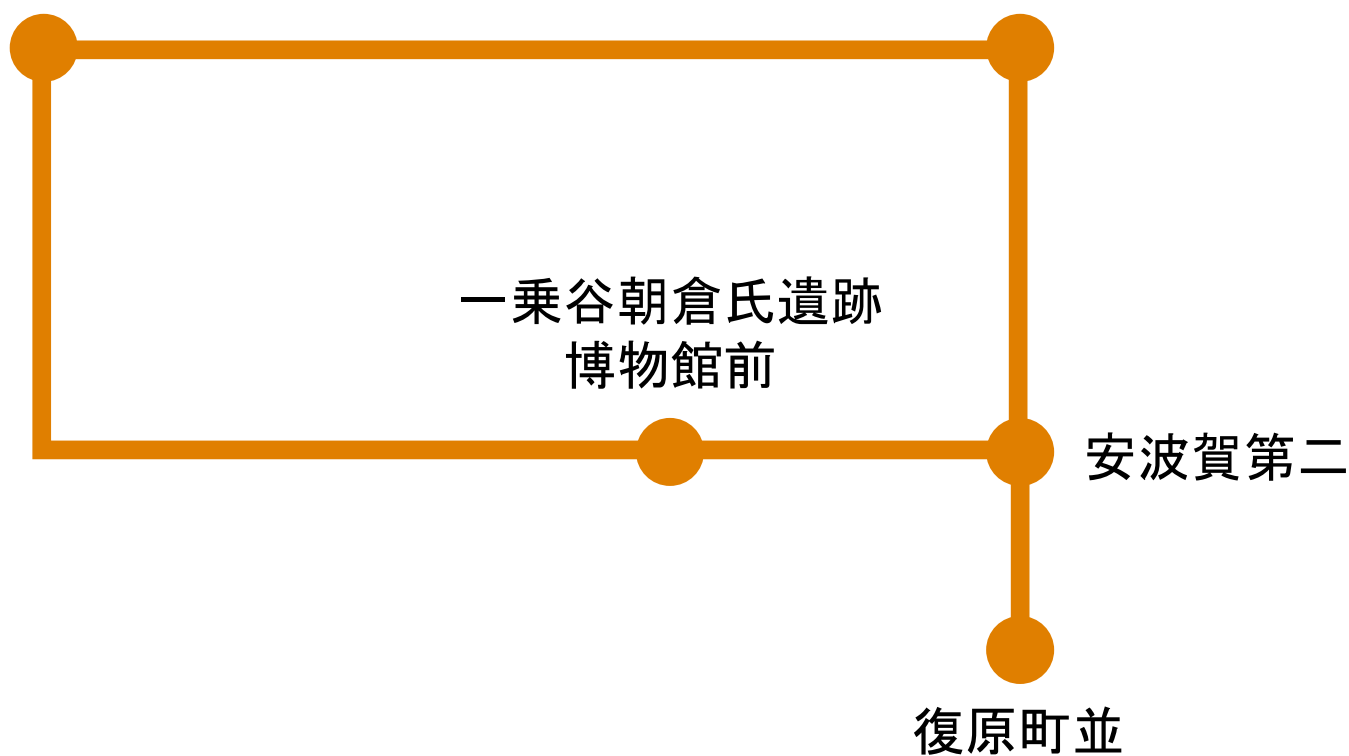 一乗谷朝倉氏遺跡
博物館前
安波賀第二
復原町並